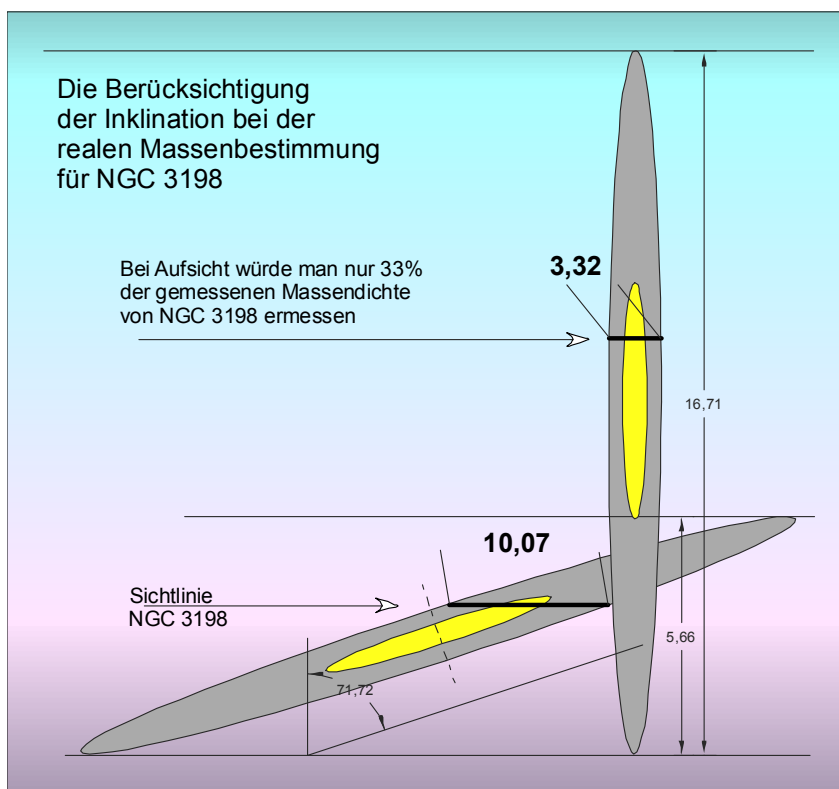 Die Berücksichtigung
der Inklination bei der
realen Massenbestimmung
für NGC 3198
Bei Aufsicht würde man nur 33%
der gemessenen Massendichte
von NGC 3198 ermessen
3,32
16,71
10,07
Sichtlinie
NGC 3198
5,66
71,72